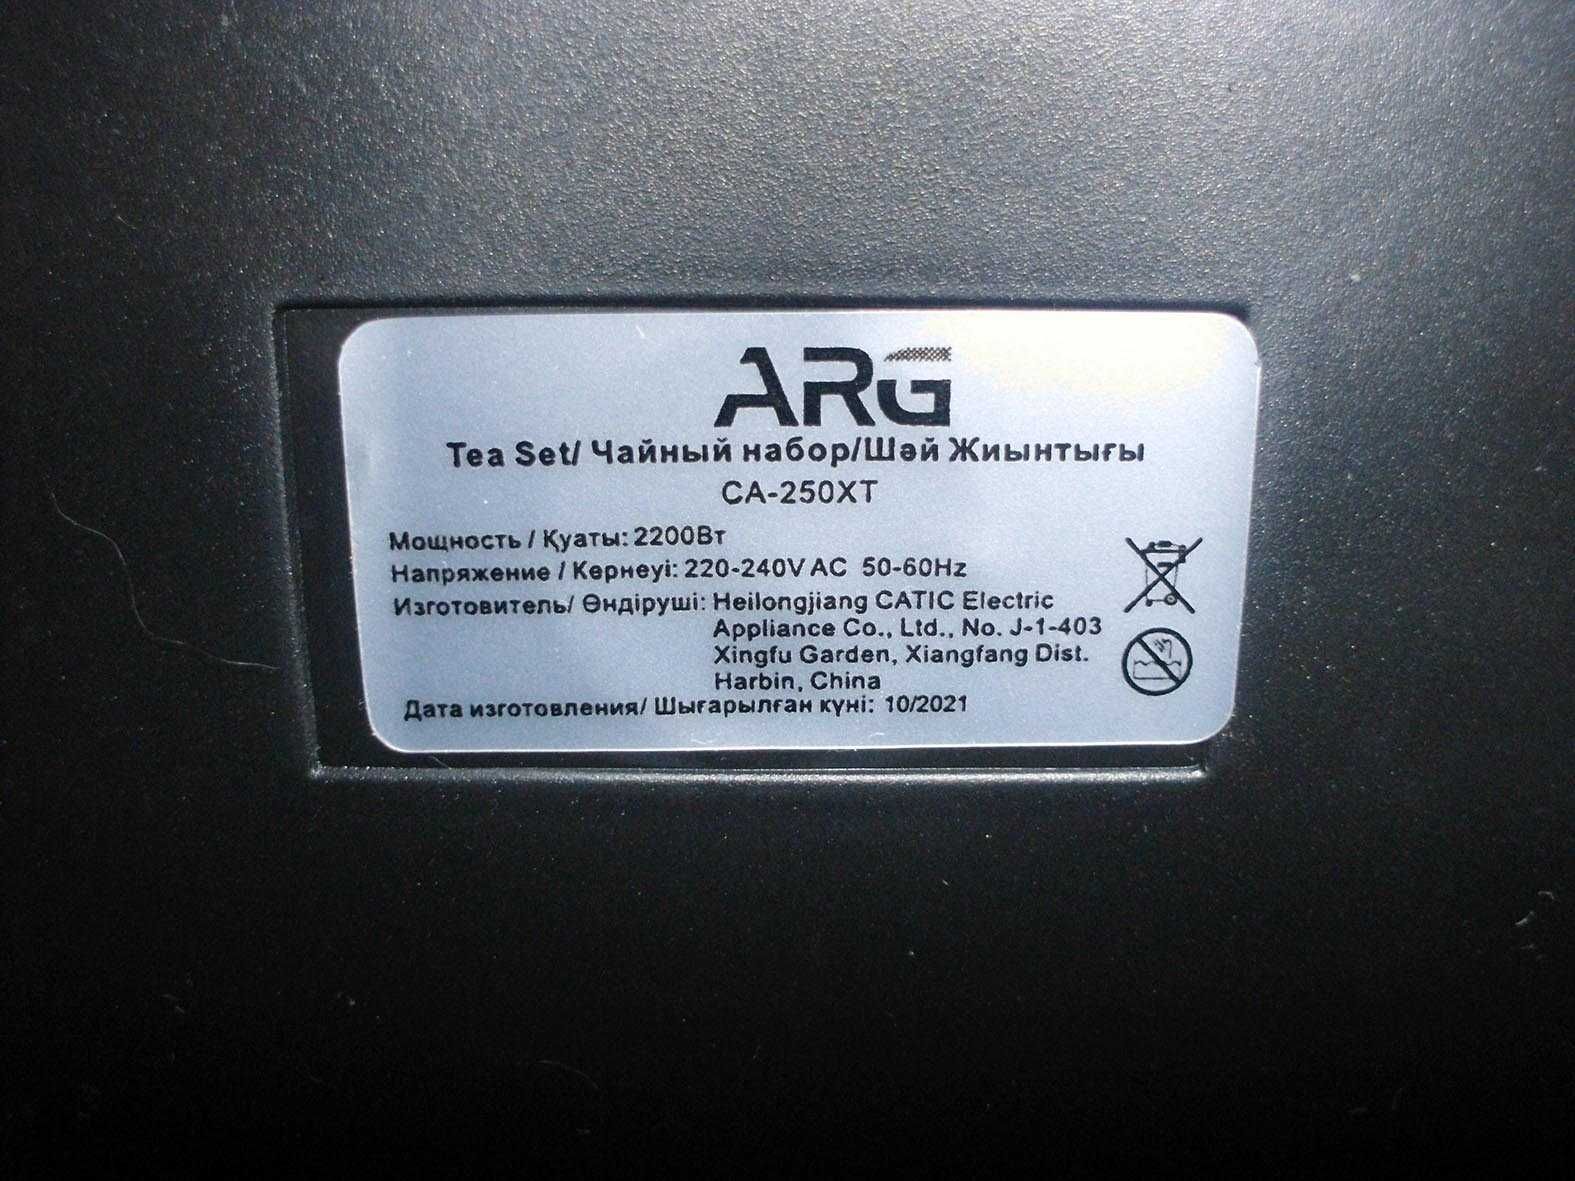 ARG
Tea Set/ Чайный набор/Шәй Жиынтығы
CA-250XT
Мощность / Қуаты: 2200Вт
Напряжение / Кернеуі: 220-240V AC 50-60Hz
Изготовитель/ Өндіруші: Heilongjiang CATIC Electric
Appliance Co., Ltd., No. J-1-403
Xingfu Garden, Xiangfang Dist.
Harbin, China
Дата изготовления/ Шығарылған күні: 10/2021